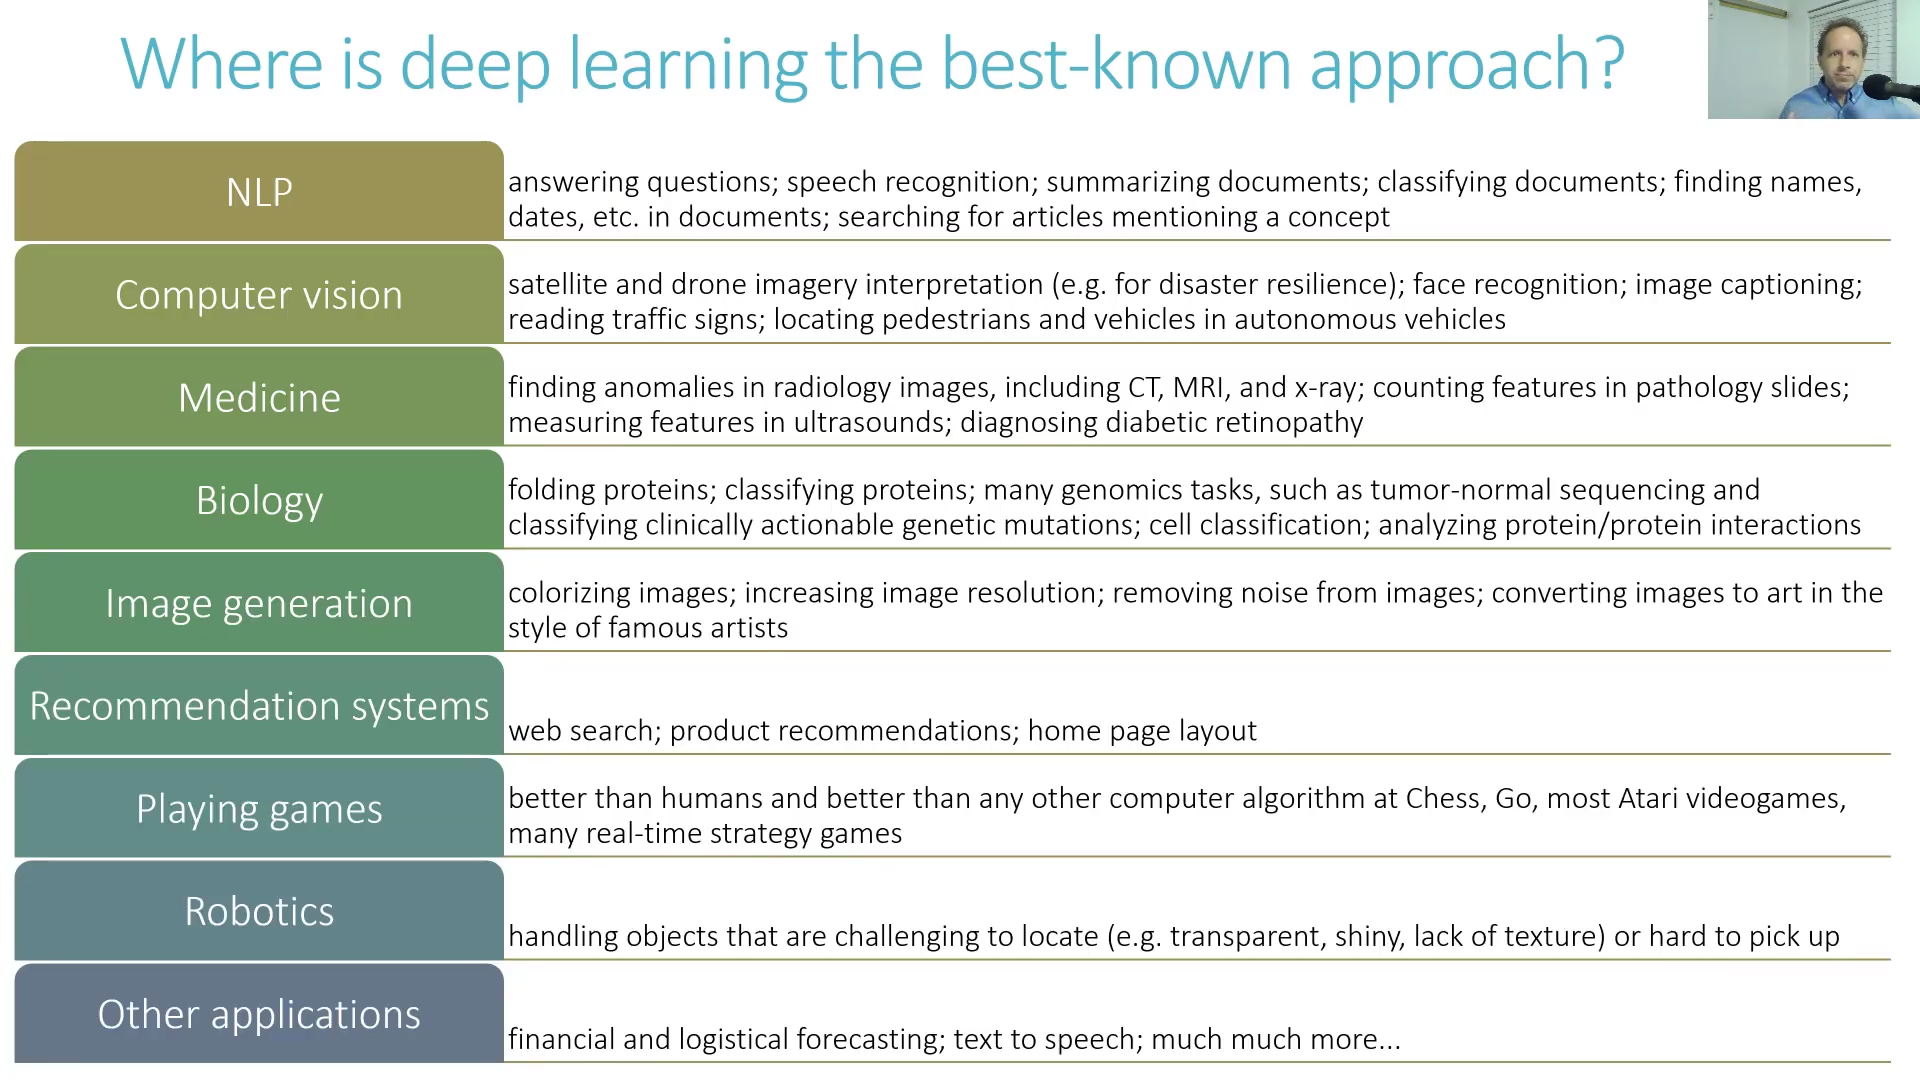 Where is deep learning the best-known approach?
NLP
answering questions; speech recognition; summarizing documents; classifying documents; finding names,
dates, etc. in documents; searching for articles mentioning a concept
Computer vision
satellite and drone imagery interpretation (e.g. for disaster resilience); face recognition; image captioning;
reading traffic signs; locating pedestrians and vehicles in autonomous vehicles
Medicine
finding anomalies in radiology images, including CT, MRI, and x-ray; counting features in pathology slides;
measuring features in ultrasounds; diagnosing diabetic retinopathy
Biology
folding proteins; classifying proteins; many genomics tasks, such as tumor-normal sequencing and
classifying clinically actionable genetic mutations; cell classification; analyzing protein/protein interactions
Image generation
colorizing images; increasing image resolution; removing noise from images; converting images to art in the
style of famous artists
Recommendation systems
web search; product recommendations; home page layout
Playing games
better than humans and better than any other computer algorithm at Chess, Go, most Atari videogames,
many real-time strategy games
Robotics
handling objects that are challenging to locate (e.g. transparent, shiny, lack of texture) or hard to pick up
Other applications
financial and logistical forecasting; text to speech; much much more...